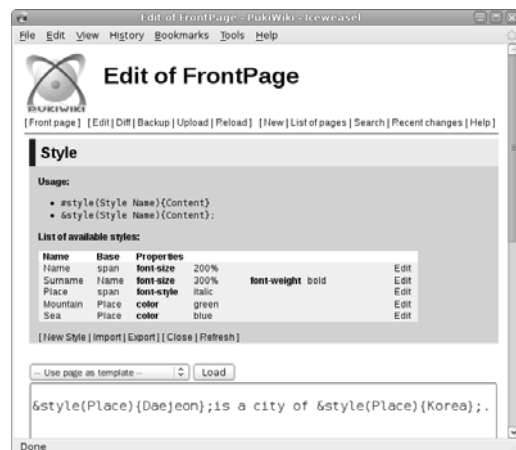 Edit of FrontPage - PukiWiki - Iceweasel
File Edit View History Bookmarks Tools Help
PUKIWIKI
Edit of FrontPage
[ Front page ] [ Edit | Diff | Backup | Upload | Reload ] [ New | List of pages | Search | Recent changes | Help ]
Style
Usage:
• #style(Style Name){Content}
• &style(Style Name){Content};
List of available styles:
Name Base Properties
Name span font-size 200% Edit
Surname Name font-size 300% font-weight bold Edit
Place span font-style italic Edit
Mountain Place color green Edit
Sea Place color blue Edit
[ New Style | Import | Export ] [ Close | Refresh ]
-- Use page as template -- Load
&style(Place){Daejeom};is a city of &style(Place){Korea};.
Done